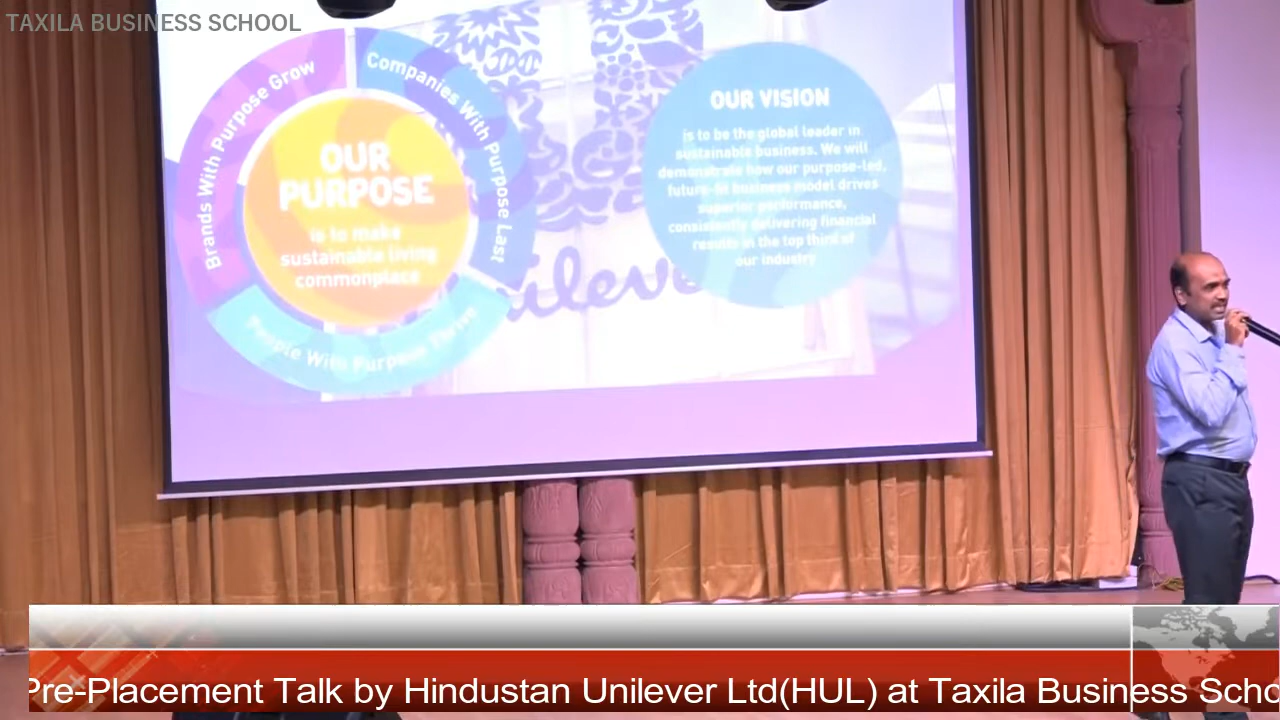 TAXILA BUSINESS SCHOOL
Brands With Purpose Grow
Companies With Purpose Last
People With Purpose Thrive
OUR
PURPOSE
is to make
sustainable living
commonplace
OUR VISION
is to be the global leader in
sustainable business. We will
demonstrate how our purpose-led,
future-fit business model drives
superior performance,
consistently delivering financial
results in the top third of
our industry
Pre-Placement Talk by Hindustan Unilever Ltd(HUL) at Taxila Business Scho